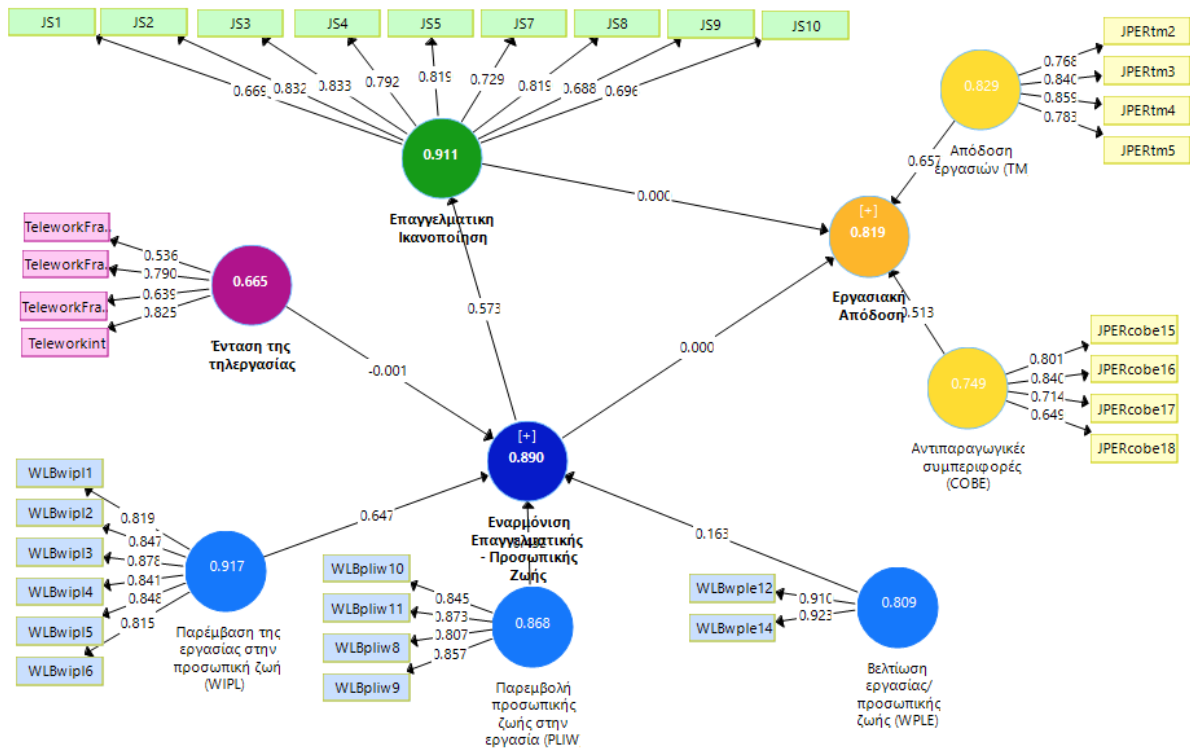 JS1
JS2
JS3
JS4
JS5
JS7
JS8
JS9
JS10
0.669
0.832
0.833
0.792
0.819
0.729
0.819
0.688
0.696
0.911
Επαγγελματικη
Ικανοποίηση
0.829
Απόδοση
εργασιών (TM
0.768
0.840
0.859
0.783
JPERtm2
JPERtm3
JPERtm4
JPERtm5
0.657
0.000
[+]
0.819
Εργασιακή
Απόδοση
TeleworkFra..
TeleworkFra..
TeleworkFra..
Teleworkint
0.536
0.790
0.639
0.825
0.665
Ένταση της
τηλεργασίας
0.573
-0.001
0.000
0.513
0.749
Αντιπαραγωγικές
συμπεριφορές
(COBE)
0.801
0.840
0.714
0.649
JPERcobe15
JPERcobe16
JPERcobe17
JPERcobe18
[+]
0.890
Εναρμόνιση
Επαγγελματικής
- Προσωπικής
Ζωής
WLBwipl1
WLBwipl2
WLBwipl3
WLBwipl4
WLBwipl5
WLBwipl6
0.819
0.847
0.878
0.841
0.848
0.815
0.917
Παρέμβαση της
εργασίας στην
προσωπική ζωή
(WIPL)
0.647
WLBpliw10
WLBpliw11
WLBpliw8
WLBpliw9
0.845
0.873
0.807
0.857
0.868
Παρεμβολή
προσωπικής
ζωής στην
εργασία (PLIW
0.163
WLBwple12
WLBwple14
0.910
0.923
0.809
Βελτίωση
εργασίας/
προσωπικής
ζωής (WPLE)